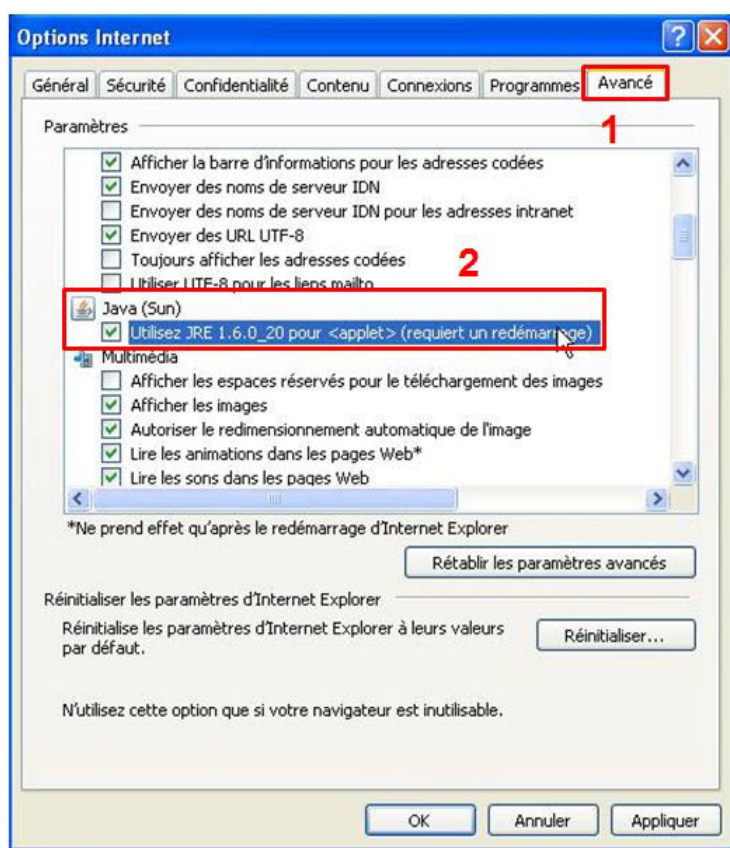 Options Internet
Général Sécurité Confidentialité Contenu Connexions Programmes Avancé
1
Paramètres
Afficher la barre d'informations pour les adresses codées
Envoyer des noms de serveur IDN
Envoyer des noms de serveur IDN pour les adresses intranet
Envoyer des URL UTF-8
Toujours afficher les adresses codées
2
Utiliser UTF-8 pour les liens mailto
Java (Sun)
Utilisez JRE 1.6.0_20 pour <applet> (requiert un redémarrage)
Multimédia
Afficher les espaces réservés pour le téléchargement des images
Afficher les images
Autoriser le redimensionnement automatique de l'image
Lire les animations dans les pages Web*
Lire les sons dans les pages Web
*Ne prend effet qu'après le redémarrage d'Internet Explorer
Rétablir les paramètres avancés
Réinitialiser les paramètres d'Internet Explorer
Réinitialise les paramètres d'Internet Explorer à leurs valeurs
par défaut.
Réinitialiser...
N'utilisez cette option que si votre navigateur est inutilisable.
OK Annuler Appliquer